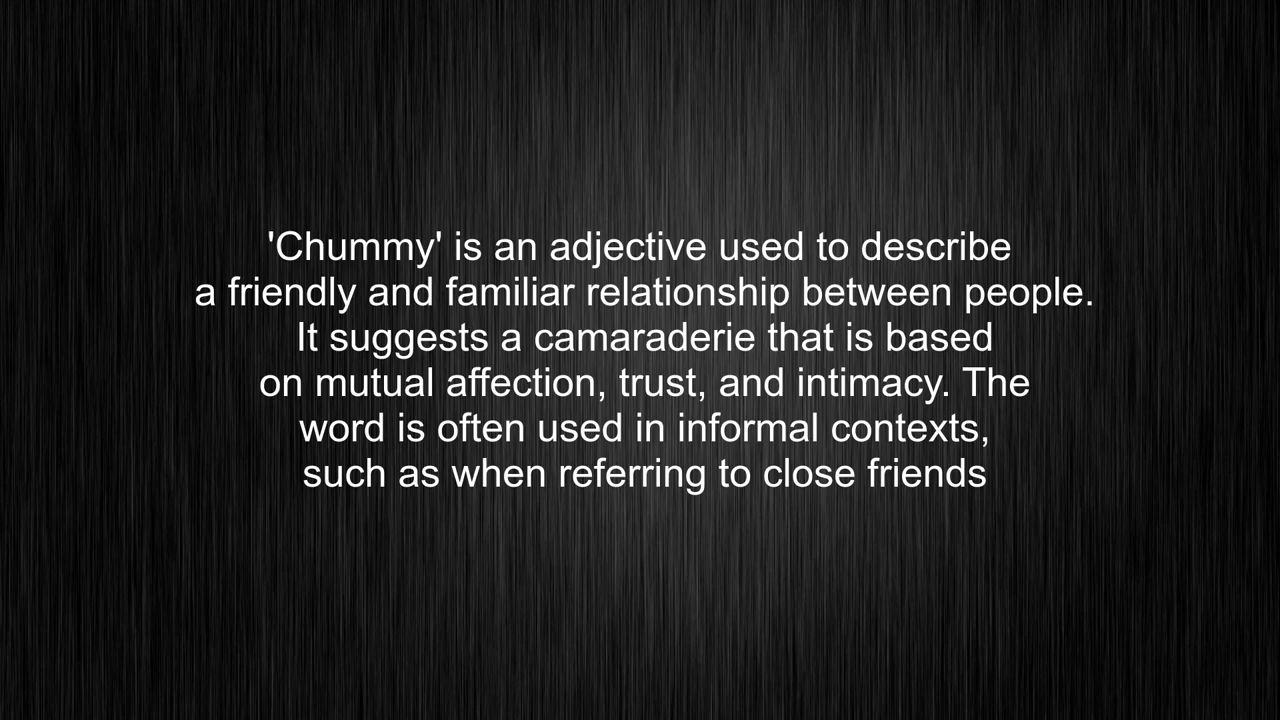 'Chummy' is an adjective used to describe
a friendly and familiar relationship between people.
It suggests a camaraderie that is based
on mutual affection, trust, and intimacy. The
word is often used in informal contexts,
such as when referring to close friends